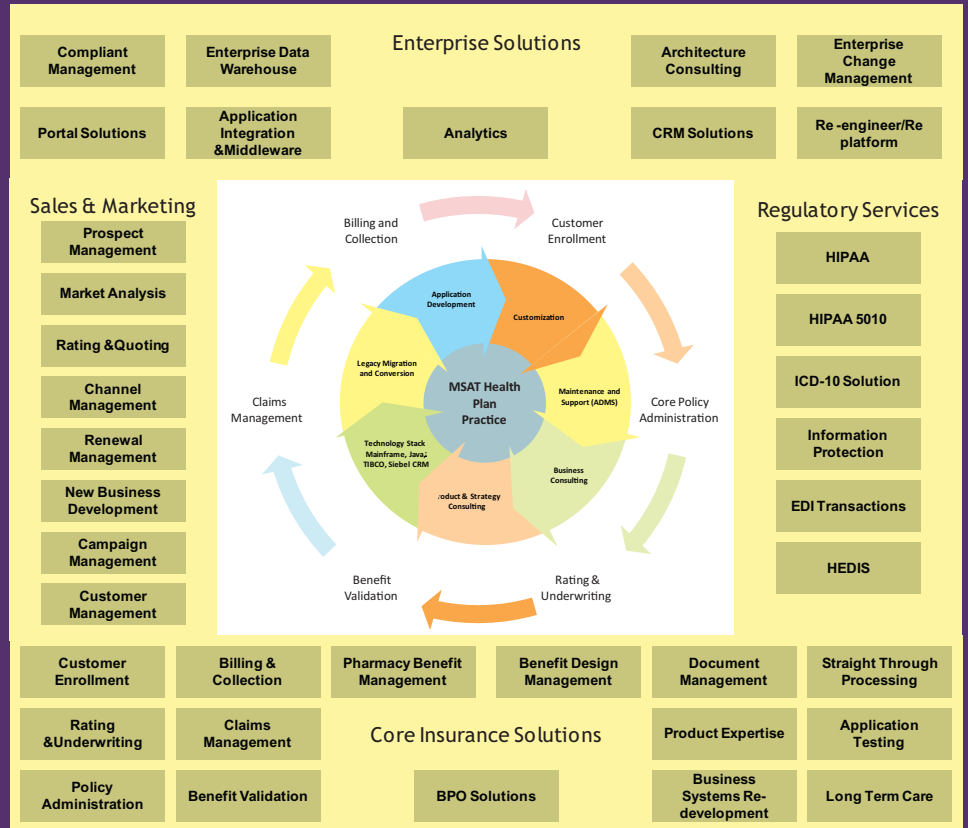 Enterprise Solutions
Compliant
Management
Enterprise Data
Warehouse
Architecture
Consulting
Enterprise
Change
Management
Portal Solutions
Application
Integration
&Middleware
Analytics
CRM Solutions
Re -engineer/Re
platform
Sales & Marketing
Prospect
Management
Market Analysis
Rating &Quoting
Channel
Management
Renewal
Management
New Business
Development
Campaign
Management
Customer
Management
Billing and
Collection
Customer
Enrollment
Core Policy
Administration
Rating &
Underwriting
Benefit
Validation
Claims
Management
Application
Development
Customization
Maintenance and
Support (ADMS)
Business
Consulting
roduct & Strategy
Consulting
Technology Stack
Mainframe, Java,
TIBCO, Siebel CRM
Legacy Migration
and Conversion
MSAT Health
Plan
Practice
Regulatory Services
HIPAA
HIPAA 5010
ICD-10 Solution
Information
Protection
EDI Transactions
HEDIS
Customer
Enrollment
Billing &
Collection
Pharmacy Benefit
Management
Benefit Design
Management
Document
Management
Straight Through
Processing
Rating
&Underwriting
Claims
Management
Core Insurance Solutions
Product Expertise
Application
Testing
Policy
Administration
Benefit Validation
BPO Solutions
Business
Systems Re-
development
Long Term Care